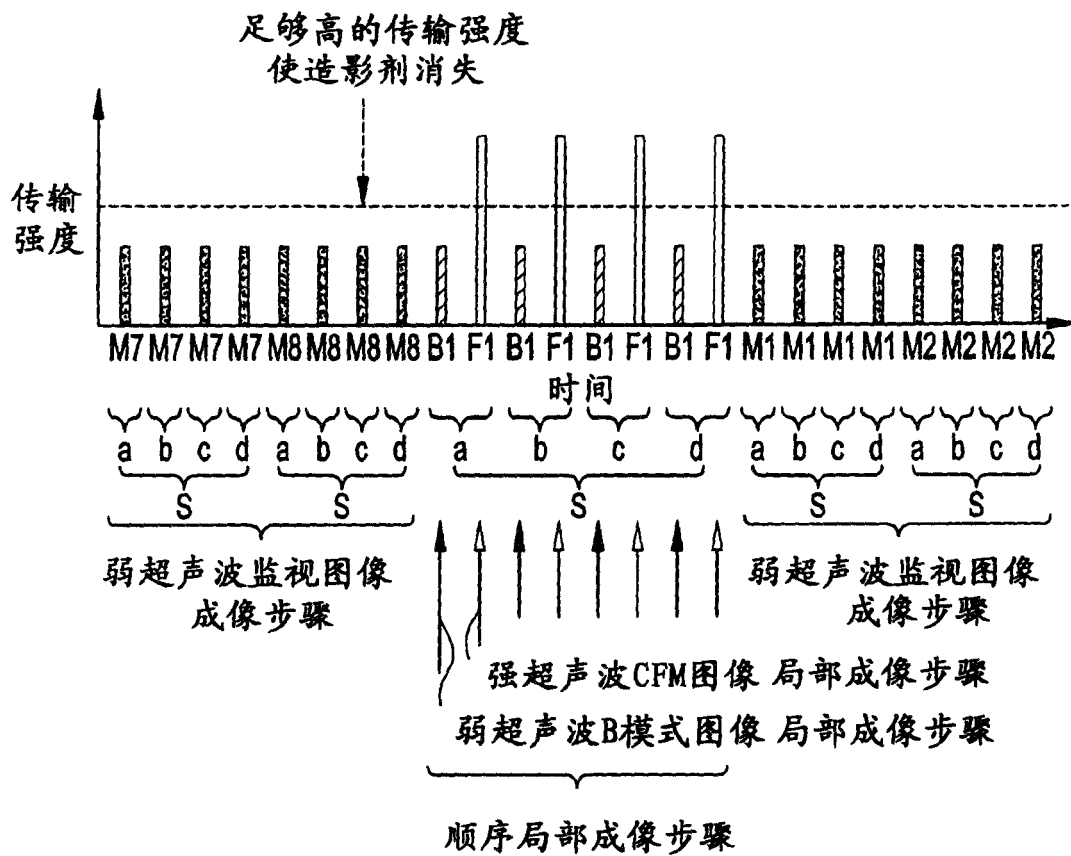 足够高的传输强度
使造影剂消失
传输
强度
M7 M7 M7 M7 M8 M8 M8 M8 B1 F1 B1 F1 B1 F1 B1 F1 M1 M1 M1 M1 M2 M2 M2 M2
时间
a b c d a b c d a b c d a b c d a b c d
S S S S S
弱超声波监视图像
成像步骤
弱超声波监视图像
成像步骤
强超声波CFM图像 局部成像步骤
弱超声波B模式图像 局部成像步骤
顺序局部成像步骤